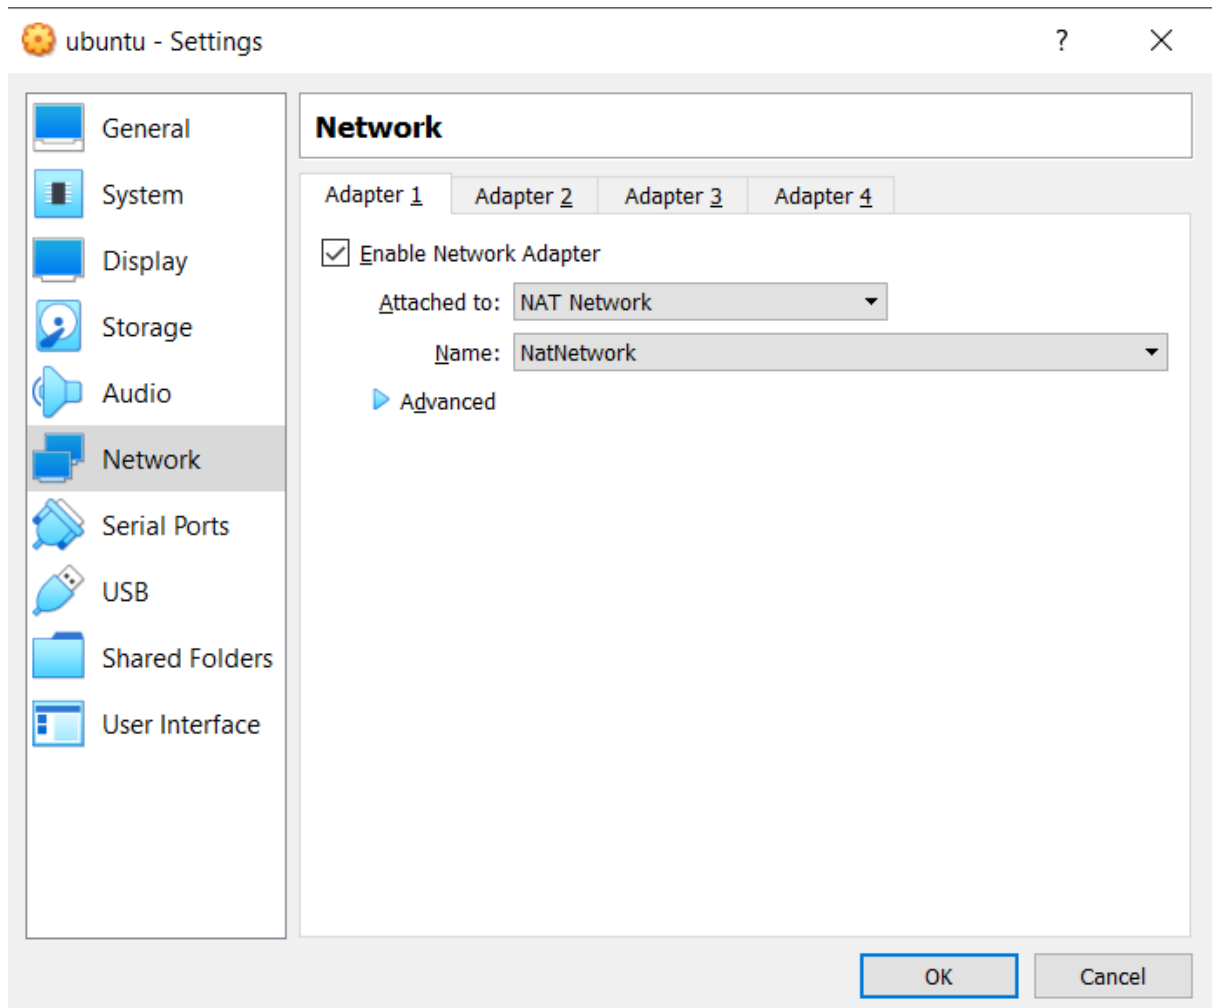 ubuntu - Settings
?
General
System
Display
Storage
Audio
Network
Serial Ports
USB
Shared Folders
User Interface
Network
Adapter 1
Adapter 2
Adapter 3
Adapter 4
Enable Network Adapter
Attached to: NAT Network
Name: NatNetwork
Advanced
OK
Cancel